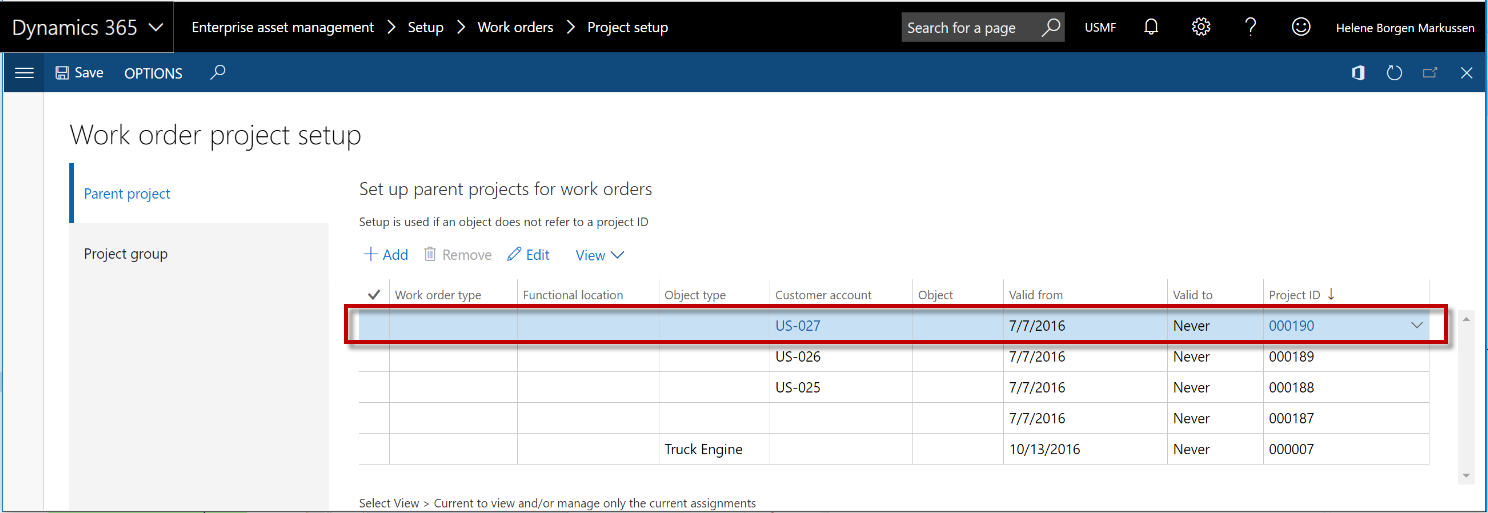 Dynamics 365 Enterprise asset management > Setup > Work orders > Project setup Search for a page USMF ? Helene Borgen Markussen
Save OPTIONS
Work order project setup
Parent project
Project group
Set up parent projects for work orders
Setup is used if an object does not refer to a project ID
+ Add Remove Edit View
Work order type Functional location Object type Customer account Object Valid from Valid to Project ID ↓
US-027 7/7/2016 Never 000190
US-026 7/7/2016 Never 000189
US-025 7/7/2016 Never 000188
7/7/2016 Never 000187
Truck Engine 10/13/2016 Never 000007
Select View > Current to view and/or manage only the current assignments